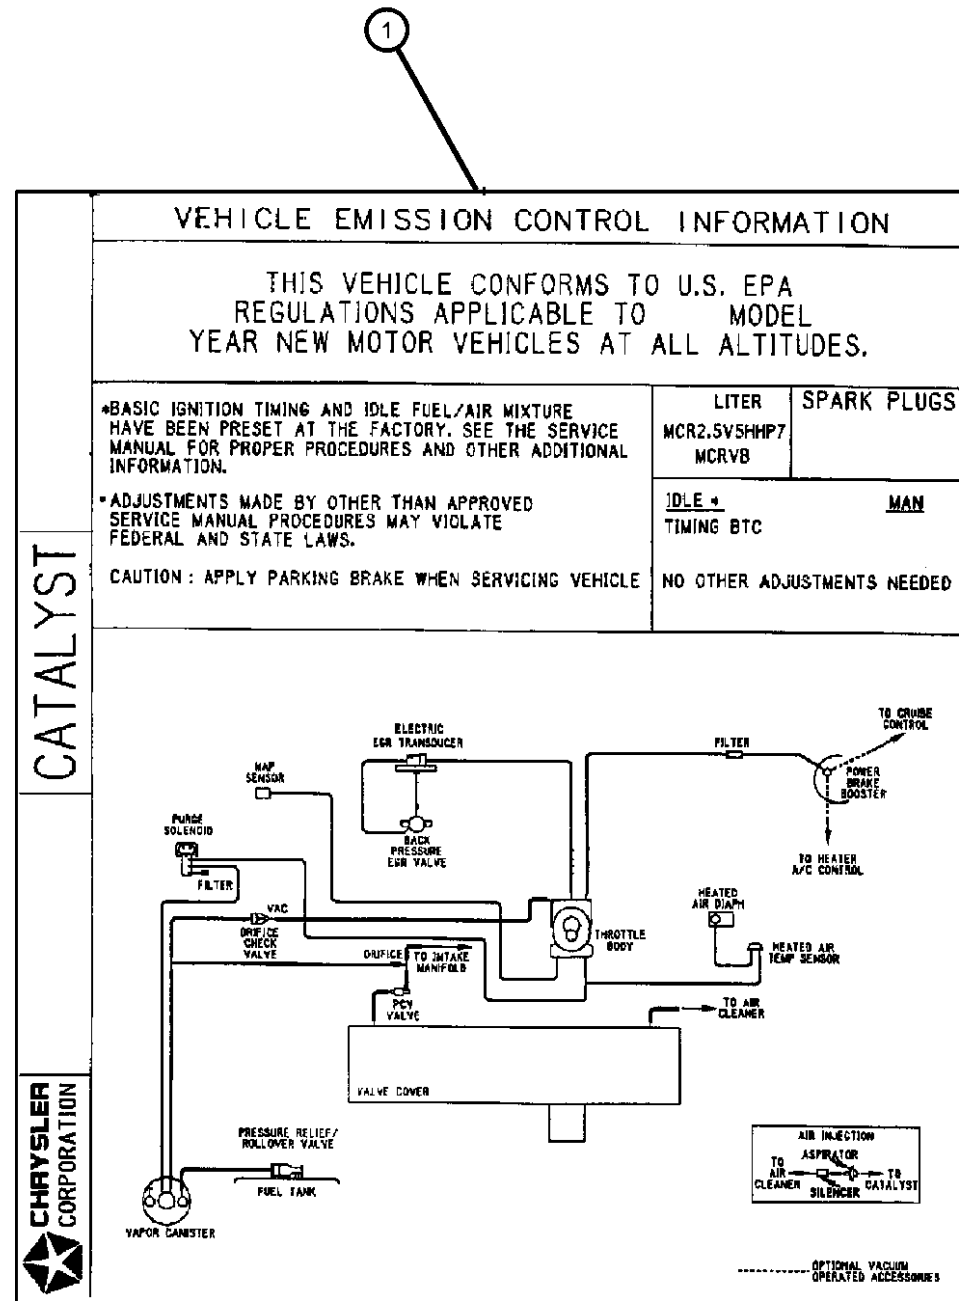 1
VEHICLE EMISSION CONTROL INFORMATION
THIS VEHICLE CONFORMS TO U.S. EPA
REGULATIONS APPLICABLE TO MODEL
YEAR NEW MOTOR VEHICLES AT ALL ALTITUDES.
*BASIC IGNITION TIMING AND IDLE FUEL/AIR MIXTURE
HAVE BEEN PRESET AT THE FACTORY. SEE THE SERVICE
MANUAL FOR PROPER PROCEDURES AND OTHER ADDITIONAL
INFORMATION.
•ADJUSTMENTS MADE BY OTHER THAN APPROVED
SERVICE MANUAL PROCEDURES MAY VIOLATE
FEDERAL AND STATE LAWS.
CAUTION : APPLY PARKING BRAKE WHEN SERVICING VEHICLE
LITER
MCR2.5V5HHP7
MCRVB
SPARK PLUGS
IDLE *
MAN
TIMING BTC
NO OTHER ADJUSTMENTS NEEDED
CATALYST
CHRYSLER
CORPORATION
ELECTRIC
EGR TRANSDUCER
MAP
SENSOR
BACK
PRESSURE
EGR VALVE
PURGE
SOLENOID
FILTER
VAC
ORIFICE
CHECK
VALVE
ORIFICE
TO INTAKE
MANIFOLD
PCV
VALVE
THROTTLE
BODY
FILTER
TO CRUISE
CONTROL
POWER
BRAKE
BOOSTER
TO HEATER
A/C CONTROL
HEATED
AIR DIAPH
HEATED AIR
TEMP SENSOR
TO AIR
CLEANER
VALVE COVER
PRESSURE RELIEF/
ROLLOVER VALVE
FUEL TANK
VAPOR CANISTER
AIR INJECTION
ASPIRATOR
TO
AIR
CLEANER
SILENCER
TO
CATALYST
OPTIONAL VACUUM
OPERATED ACCESSORIES